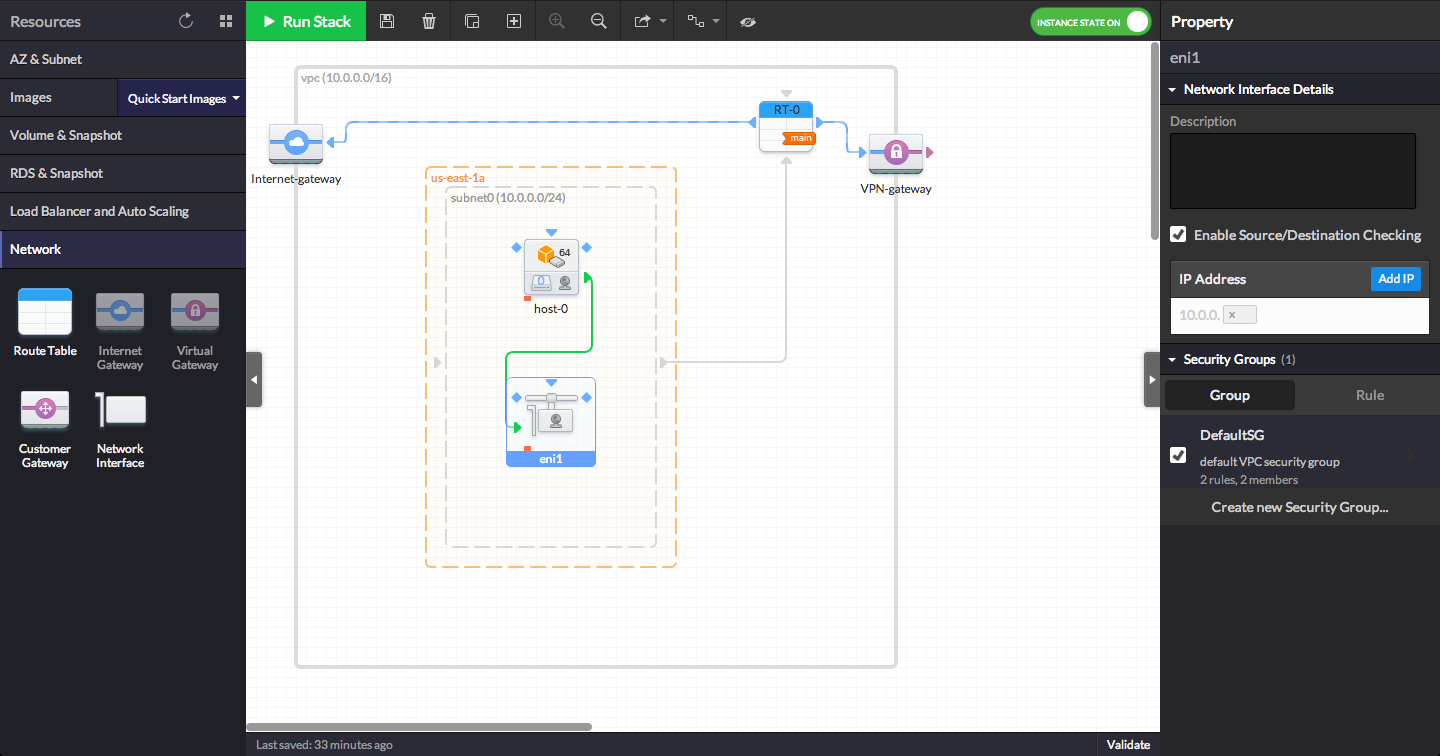 Resources
AZ & Subnet
Images
Quick Start Images
Volume & Snapshot
RDS & Snapshot
Load Balancer and Auto Scaling
Network
Route Table
Internet
Gateway
Virtual
Gateway
Customer
Gateway
Network
Interface
Run Stack
INSTANCE STATE ON
vpc (10.0.0.0/16)
Internet-gateway
RT-0
main
VPN-gateway
us-east-1a
subnet0 (10.0.0.0/24)
64
0
host-0
eni1
Last saved: 33 minutes ago
Validate
Property
eni1
Network Interface Details
Description
Enable Source/Destination Checking
IP Address
Add IP
10.0.0.
x
Security Groups (1)
Group
Rule
DefaultSG
default VPC security group
2 rules, 2 members
Create new Security Group...